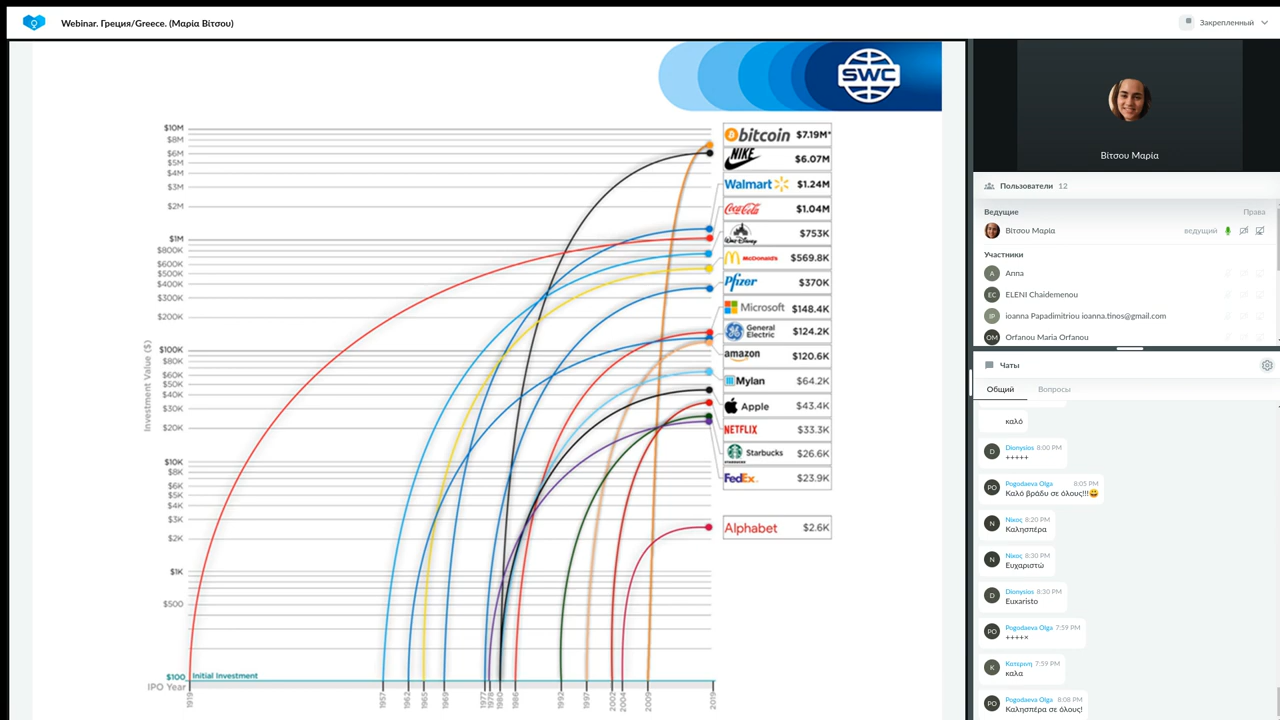 Webinar. Греция/Greece. (Μαρία Βίτσου)
Закрепленный
SWC
$10M
$8M
$6M
$5M
$4M
$3M
$2M
$1M
$800K
$600K
$500K
$400K
$300K
$200K
$100K
$80K
$60K
$50K
$40K
$30K
$20K
$10K
$8K
$6K
$5K
$4K
$3K
$2K
$1K
$500
$100
Investment Value ($)
Initial Investment
IPO Year
1919
1957
1962
1965
1969
1977
1978
1980
1986
1992
1997
2002
2004
2009
2019
bitcoin $7.19M*
NIKE $6.07M
Walmart $1.24M
Coca-Cola $1.04M
WALT DISNEY $753K
McDonald's $569.8K
Pfizer $370K
Microsoft $148.4K
General Electric $124.2K
amazon $120.6K
Mylan $64.2K
Apple $43.4K
NETFLIX $33.3K
Starbucks $26.6K
FedEx $23.9K
Alphabet $2.6K
Βίτσου Μαρία
Пользователи 12
Ведущие Права
Βίτσου Μαρία ведущий
Участники
A Anna
EC ELENI Chaidemenou
IP ioanna Papadimitriou ioanna.tinos@gmail.com
OM Orfanou Maria Orfanou
Чаты
Общий Вопросы
καλό
D Dionysios 8:00 PM
+++++
PO Pogodaeva Olga 8:05 PM
Καλό βράδυ σε όλους!!!😀
N Νίκος 8:20 PM
Καλησπέρα
N Νίκος 8:30 PM
Ευχαριστώ
D Dionysios 8:30 PM
Euxaristo
PO Pogodaeva Olga 7:59 PM
++++×
K Κατερινη 7:59 PM
καλα
PO Pogodaeva Olga 8:08 PM
Καλησπέρα σε όλους!